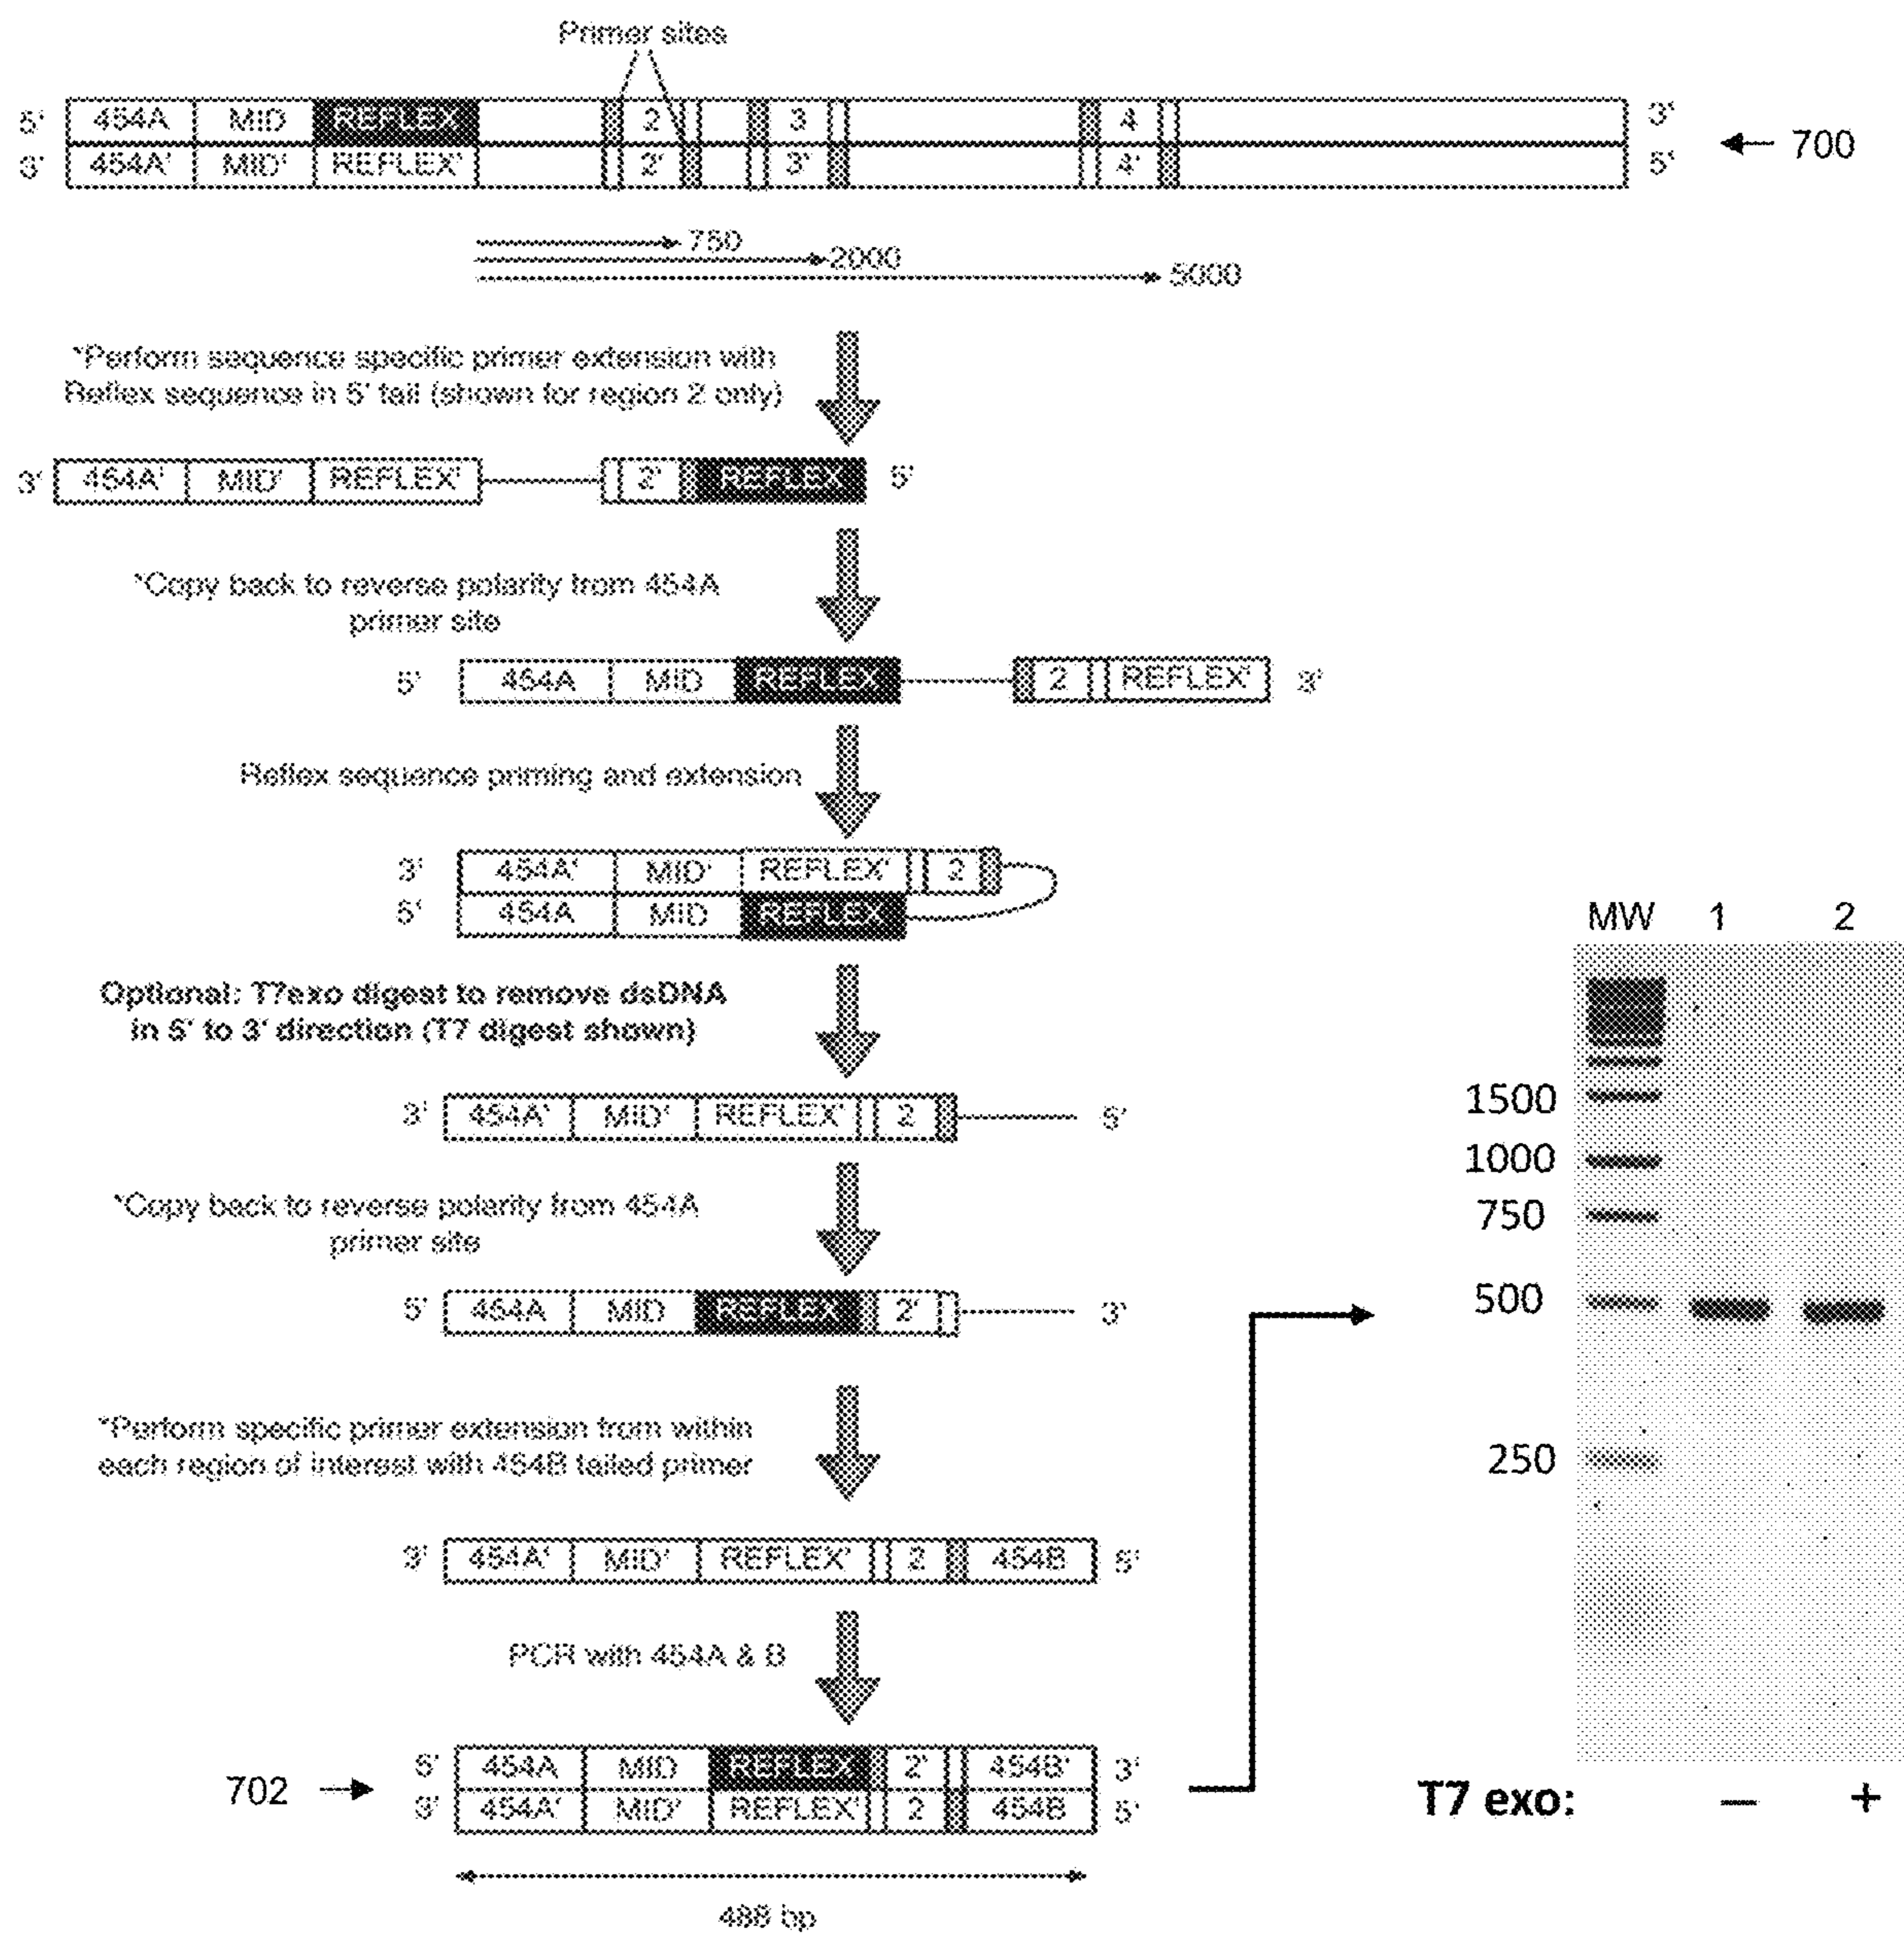 Primer sites
5' 454A MID REFLEX 2 3 4 3'
3' 454A' MID' REFLEX' 2' 3' 4' 5'
← 700
750
2000
5000
*Perform sequence specific primer extension with
Reflex sequence in 5' tail (shown for region 2 only)
3' 454A' MID' REFLEX' 2' REFLEX 5'
*Copy back to reverse polarity from 454A
primer site
5' 454A MID REFLEX 2 REFLEX' 3'
Reflex sequence priming and extension
3' 454A' MID' REFLEX' 2
5' 454A MID REFLEX
Optional: T7exo digest to remove dsDNA
in 5' to 3' direction (T7 digest shown)
3' 454A' MID' REFLEX' 2 5'
*Copy back to reverse polarity from 454A
primer site
5' 454A MID REFLEX 2' 3'
*Perform specific primer extension from within
each region of interest with 454B tailed primer
3' 454A' MID' REFLEX' 2 454B 5'
PCR with 454A & B
702
5' 454A MID REFLEX 2' 454B' 3'
3' 454A' MID' REFLEX' 2 454B 5'
488 bp
MW 1 2
1500
1000
750
500
250
T7 exo: – +